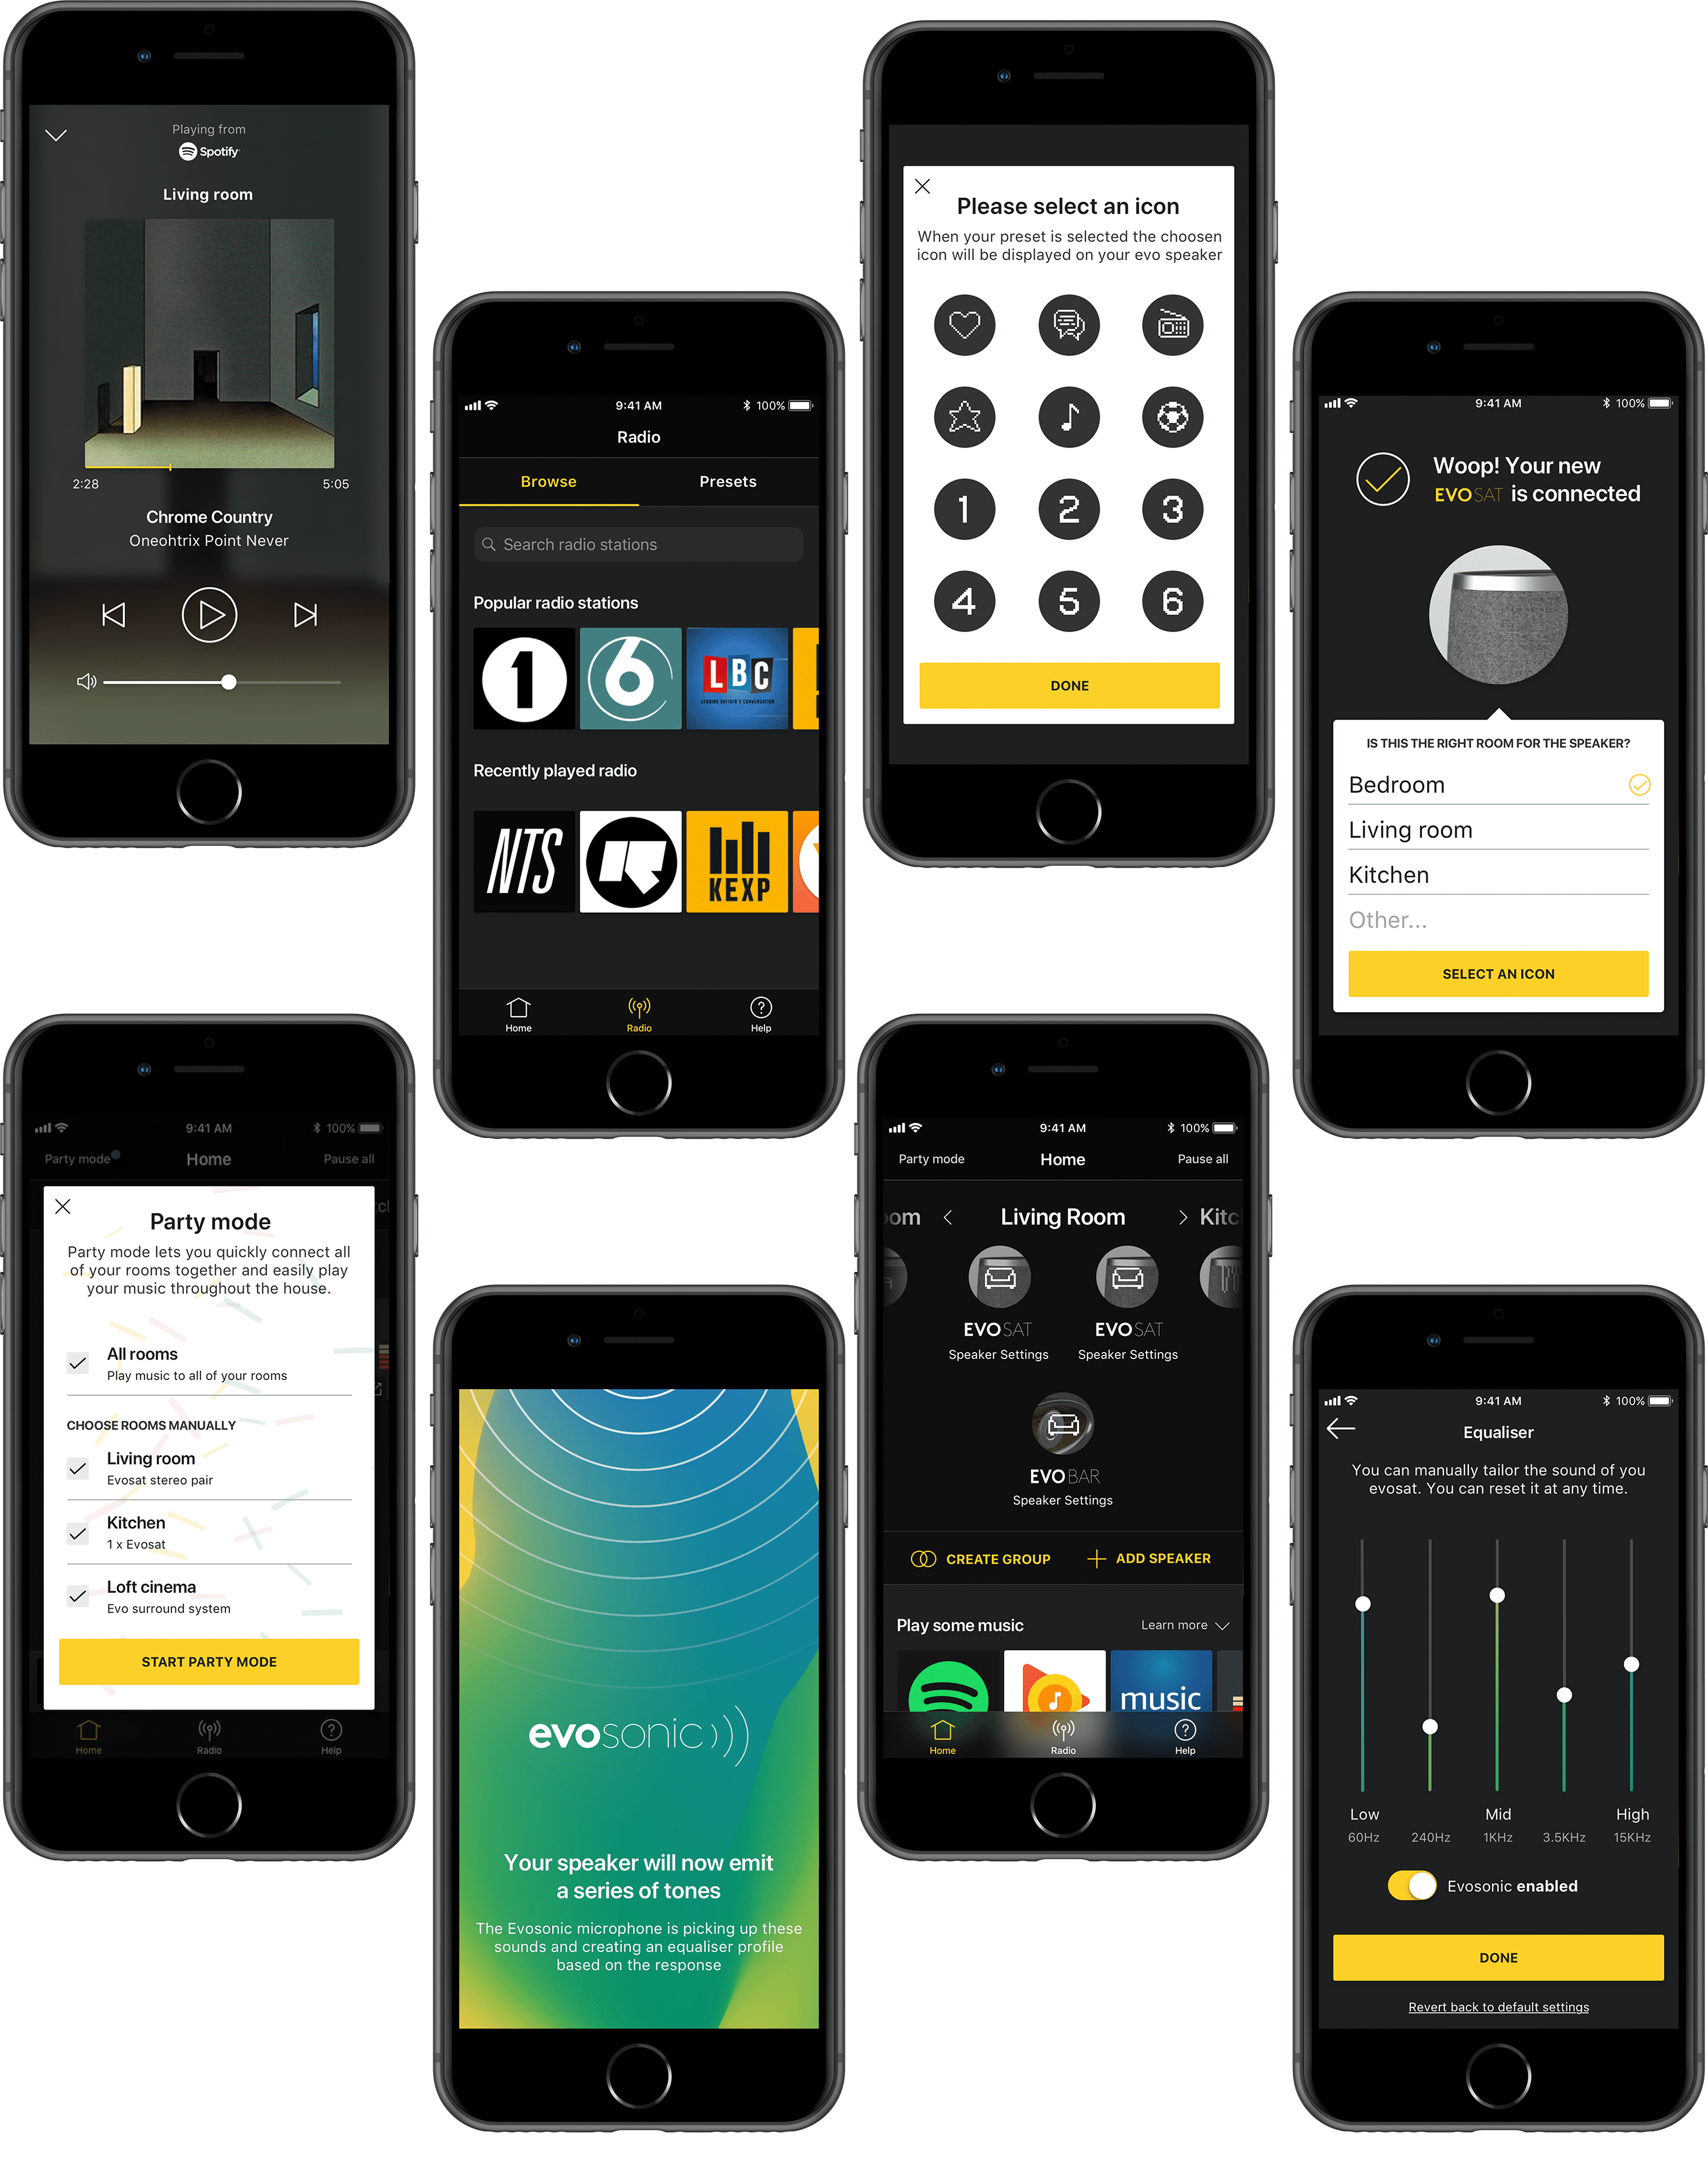 Playing from
Spotify
Living room
2:28
5:05
Chrome Country
Oneohtrix Point Never
9:41 AM
100%
Radio
Browse
Presets
Search radio stations
Popular radio stations
1
6
LBC
LEADING BRITAIN'S CONVERSATION
Recently played radio
NTS
KEXP
Home
Radio
Help
Please select an icon
When your preset is selected the choosen
icon will be displayed on your evo speaker
1
2
3
4
5
6
DONE
9:41 AM
100%
Woop! Your new
EVOSAT is connected
IS THIS THE RIGHT ROOM FOR THE SPEAKER?
Bedroom
Living room
Kitchen
Other...
SELECT AN ICON
9:41 AM
100%
Party mode
Home
Pause all
Party mode
Party mode lets you quickly connect all
of your rooms together and easily play
your music throughout the house.
All rooms
Play music to all of your rooms
CHOOSE ROOMS MANUALLY
Living room
Evosat stereo pair
Kitchen
1 x Evosat
Loft cinema
Evo surround system
START PARTY MODE
Home
Radio
Help
evosonic
Your speaker will now emit
a series of tones
The Evosonic microphone is picking up these
sounds and creating an equaliser profile
based on the response
9:41 AM
100%
Party mode
Home
Pause all
oom
Living Room
Kitc
EVOSAT
EVOSAT
Speaker Settings
Speaker Settings
EVOBAR
Speaker Settings
CREATE GROUP
ADD SPEAKER
Play some music
Learn more
music
Home
Radio
Help
9:41 AM
100%
Equaliser
You can manually tailor the sound of you
evosat. You can reset it at any time.
Low
Mid
High
60Hz
240Hz
1KHz
3.5KHz
15KHz
Evosonic enabled
DONE
Revert back to default settings